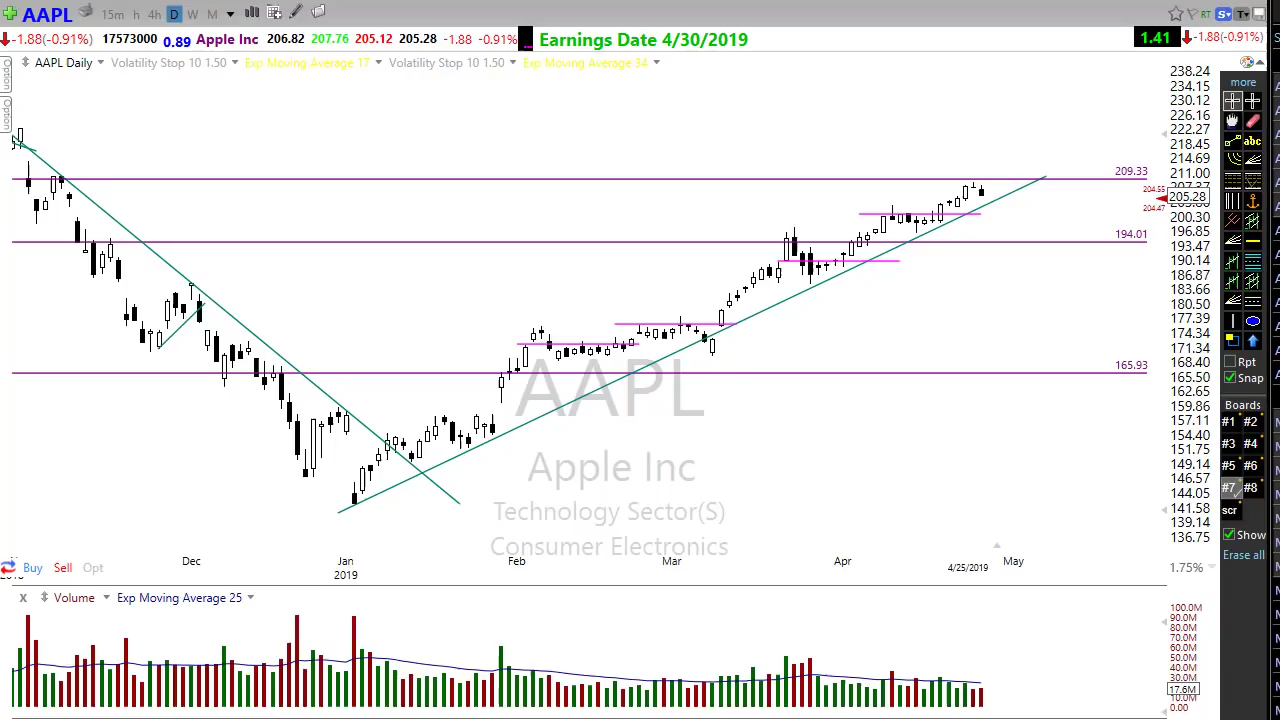 AAPL 15m h 4h D W M RT S T
-1.88(-0.91%) 17573000 0.89 Apple Inc 206.82 207.76 205.12 205.28 -1.88 -0.91% Earnings Date 4/30/2019 1.41 -1.88(-0.91%)
AAPL Daily Volatility Stop 10 1.50 Exp Moving Average 17 Volatility Stop 10 1.50 Exp Moving Average 34
Option
Option
238.24
234.15
230.12
226.16
222.27
218.45
214.69
211.00
209.33
204.55
205.28
204.47
200.30
196.85
194.01
193.47
190.14
186.87
183.66
180.50
177.39
174.34
171.34
168.40
165.93
165.50
162.65
159.86
157.11
154.40
151.75
149.14
146.57
144.05
141.58
139.14
136.75
AAPL
Apple Inc
Technology Sector(S)
Consumer Electronics
more
abc
Rpt
Snap
Boards
#1 #2
#3 #4
#5 #6
#7 #8
scr
Show
Erase all
Dec Jan Feb Mar Apr May
2019
4/25/2019
Buy Sell Opt
1.75%
X Volume Exp Moving Average 25
100.0M
90.0M
80.0M
70.0M
60.0M
50.0M
40.0M
30.0M
17.6M
10.0M
0.00